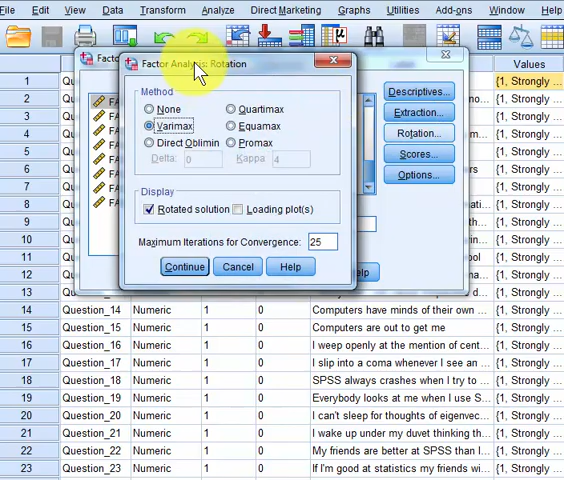 File Data Transform Analyze Direct Marketing Graphs Utilities Add-ons Window Help
Values
Factor Analysis: Rotation
Method
None Quartimax
Varimax Equamax
Direct Oblimin Promax
Delta: 0 Kappa 4
Display
Rotated solution Loading plot(s)
Maximum Iterations for Convergence: 25
Continue Cancel Help
Descriptives...
Extraction...
Rotation...
Scores...
Options...
1 {1, Strongly ...
2 {1, Strongly ...
3 {1, Strongly ...
4 {1, Strongly ...
5 {1, Strongly ...
6 {1, Strongly ...
7 {1, Strongly ...
8 {1, Strongly ...
9 {1, Strongly ...
10 {1, Strongly ...
11 {1, Strongly ...
12 {1, Strongly ...
13 {1, Strongly ...
14 Question_14 Numeric 1 0 Computers have minds of their own ... {1, Strongly ...
15 Question_15 Numeric 1 0 Computers are out to get me {1, Strongly ...
16 Question_16 Numeric 1 0 I weep openly at the mention of cent... {1, Strongly ...
17 Question_17 Numeric 1 0 I slip into a coma whenever I see an ... {1, Strongly ...
18 Question_18 Numeric 1 0 SPSS always crashes when I try to ... {1, Strongly ...
19 Question_19 Numeric 1 0 Everybody looks at me when I use S... {1, Strongly ...
20 Question_20 Numeric 1 0 I can't sleep for thoughts of eigenvec... {1, Strongly ...
21 Question_21 Numeric 1 0 I wake up under my duvet thinking th... {1, Strongly ...
22 Question_22 Numeric 1 0 My friends are better at SPSS than I... {1, Strongly ...
23 Question_23 Numeric 1 0 If I'm good at statistics my friends wi... {1, Strongly ...